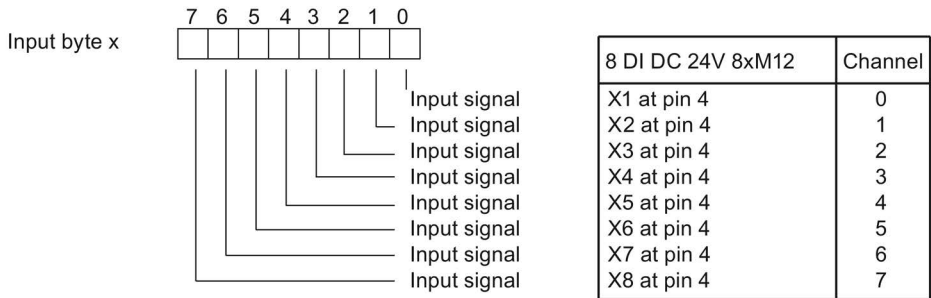 7 6 5 4 3 2 1 0
Input byte x
8 DI DC 24V 8xM12 Channel
Input signal X1 at pin 4 0
Input signal X2 at pin 4 1
Input signal X3 at pin 4 2
Input signal X4 at pin 4 3
Input signal X5 at pin 4 4
Input signal X6 at pin 4 5
Input signal X7 at pin 4 6
Input signal X8 at pin 4 7